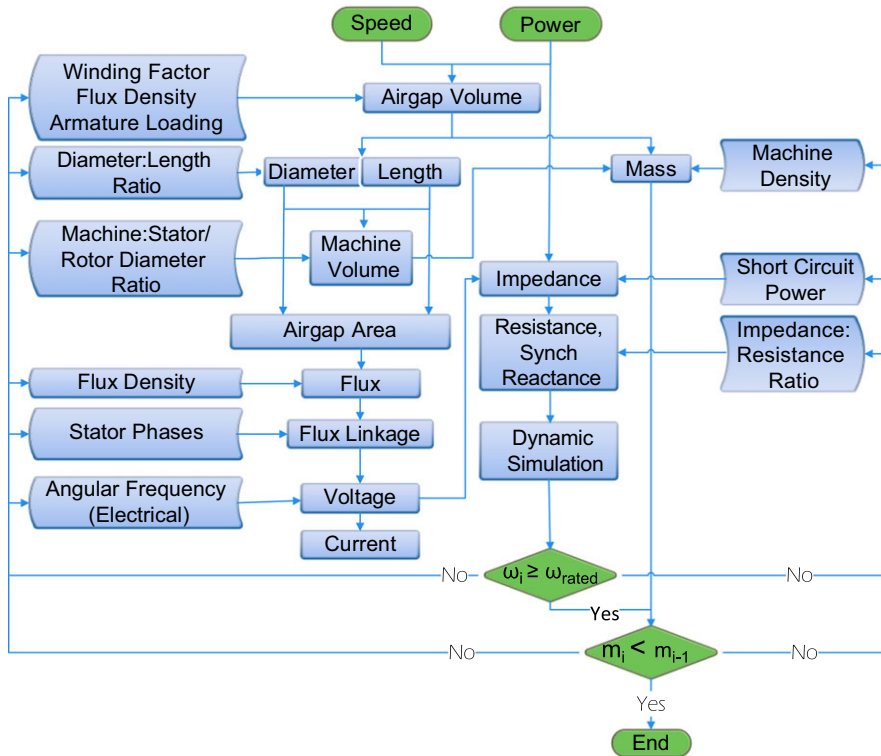 Speed
Power
Winding Factor
Flux Density
Armature Loading
Airgap Volume
Diameter:Length
Ratio
Diameter
Length
Mass
Machine
Density
Machine:Stator/
Rotor Diameter
Ratio
Machine
Volume
Impedance
Short Circuit
Power
Airgap Area
Resistance,
Synch
Reactance
Impedance:
Resistance
Ratio
Flux Density
Flux
Stator Phases
Flux Linkage
Dynamic
Simulation
Angular Frequency
(Electrical)
Voltage
Current
No
ωi ≥ ωrated
No
Yes
No
mi < mi-1
No
Yes
End